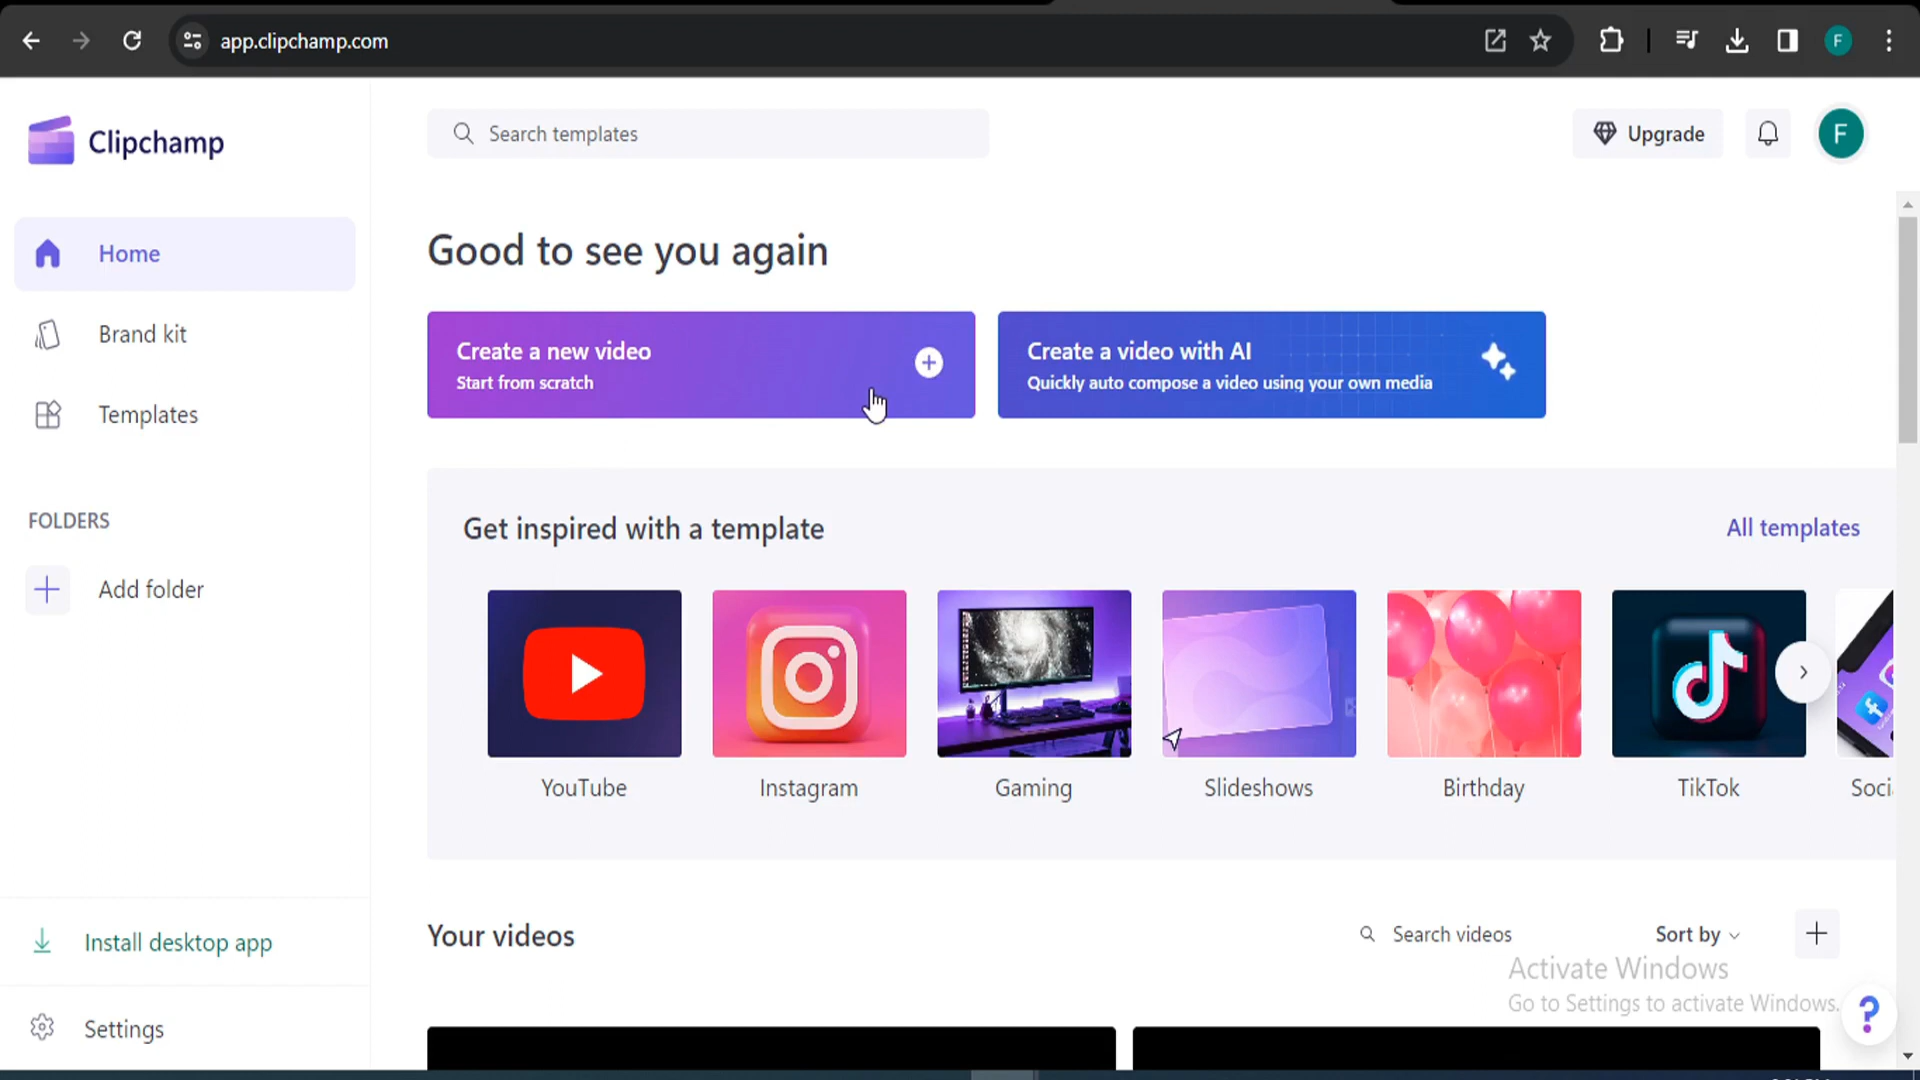 app.clipchamp.com
F
Clipchamp
Search templates
Upgrade
F
Home
Brand kit
Templates
FOLDERS
Add folder
Install desktop app
Settings
Good to see you again
Create a new video
Start from scratch
Create a video with AI
Quickly auto compose a video using your own media
Get inspired with a template
All templates
YouTube
Instagram
Gaming
Slideshows
Birthday
TikTok
Soci
Your videos
Search videos
Sort by
Activate Windows
Go to Settings to activate Windows.
?